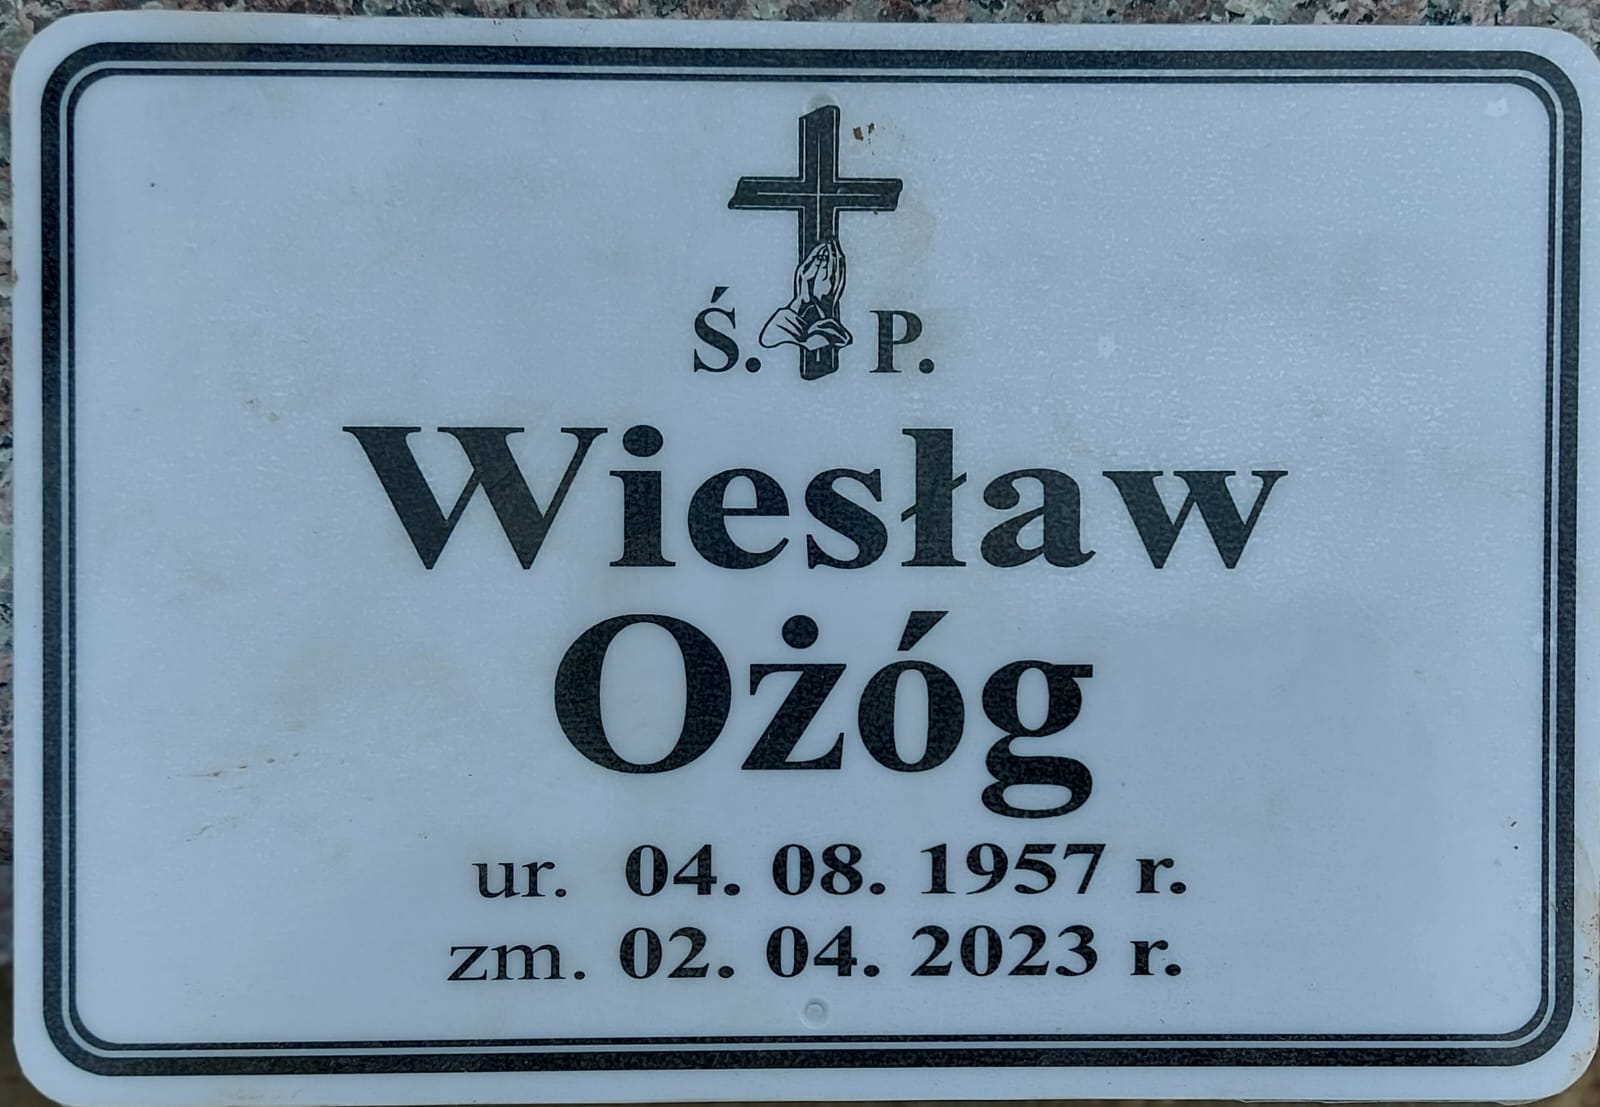 Ś. P.
Wiesław
Ożóg
ur. 04. 08. 1957 r.
zm. 02. 04. 2023 r.